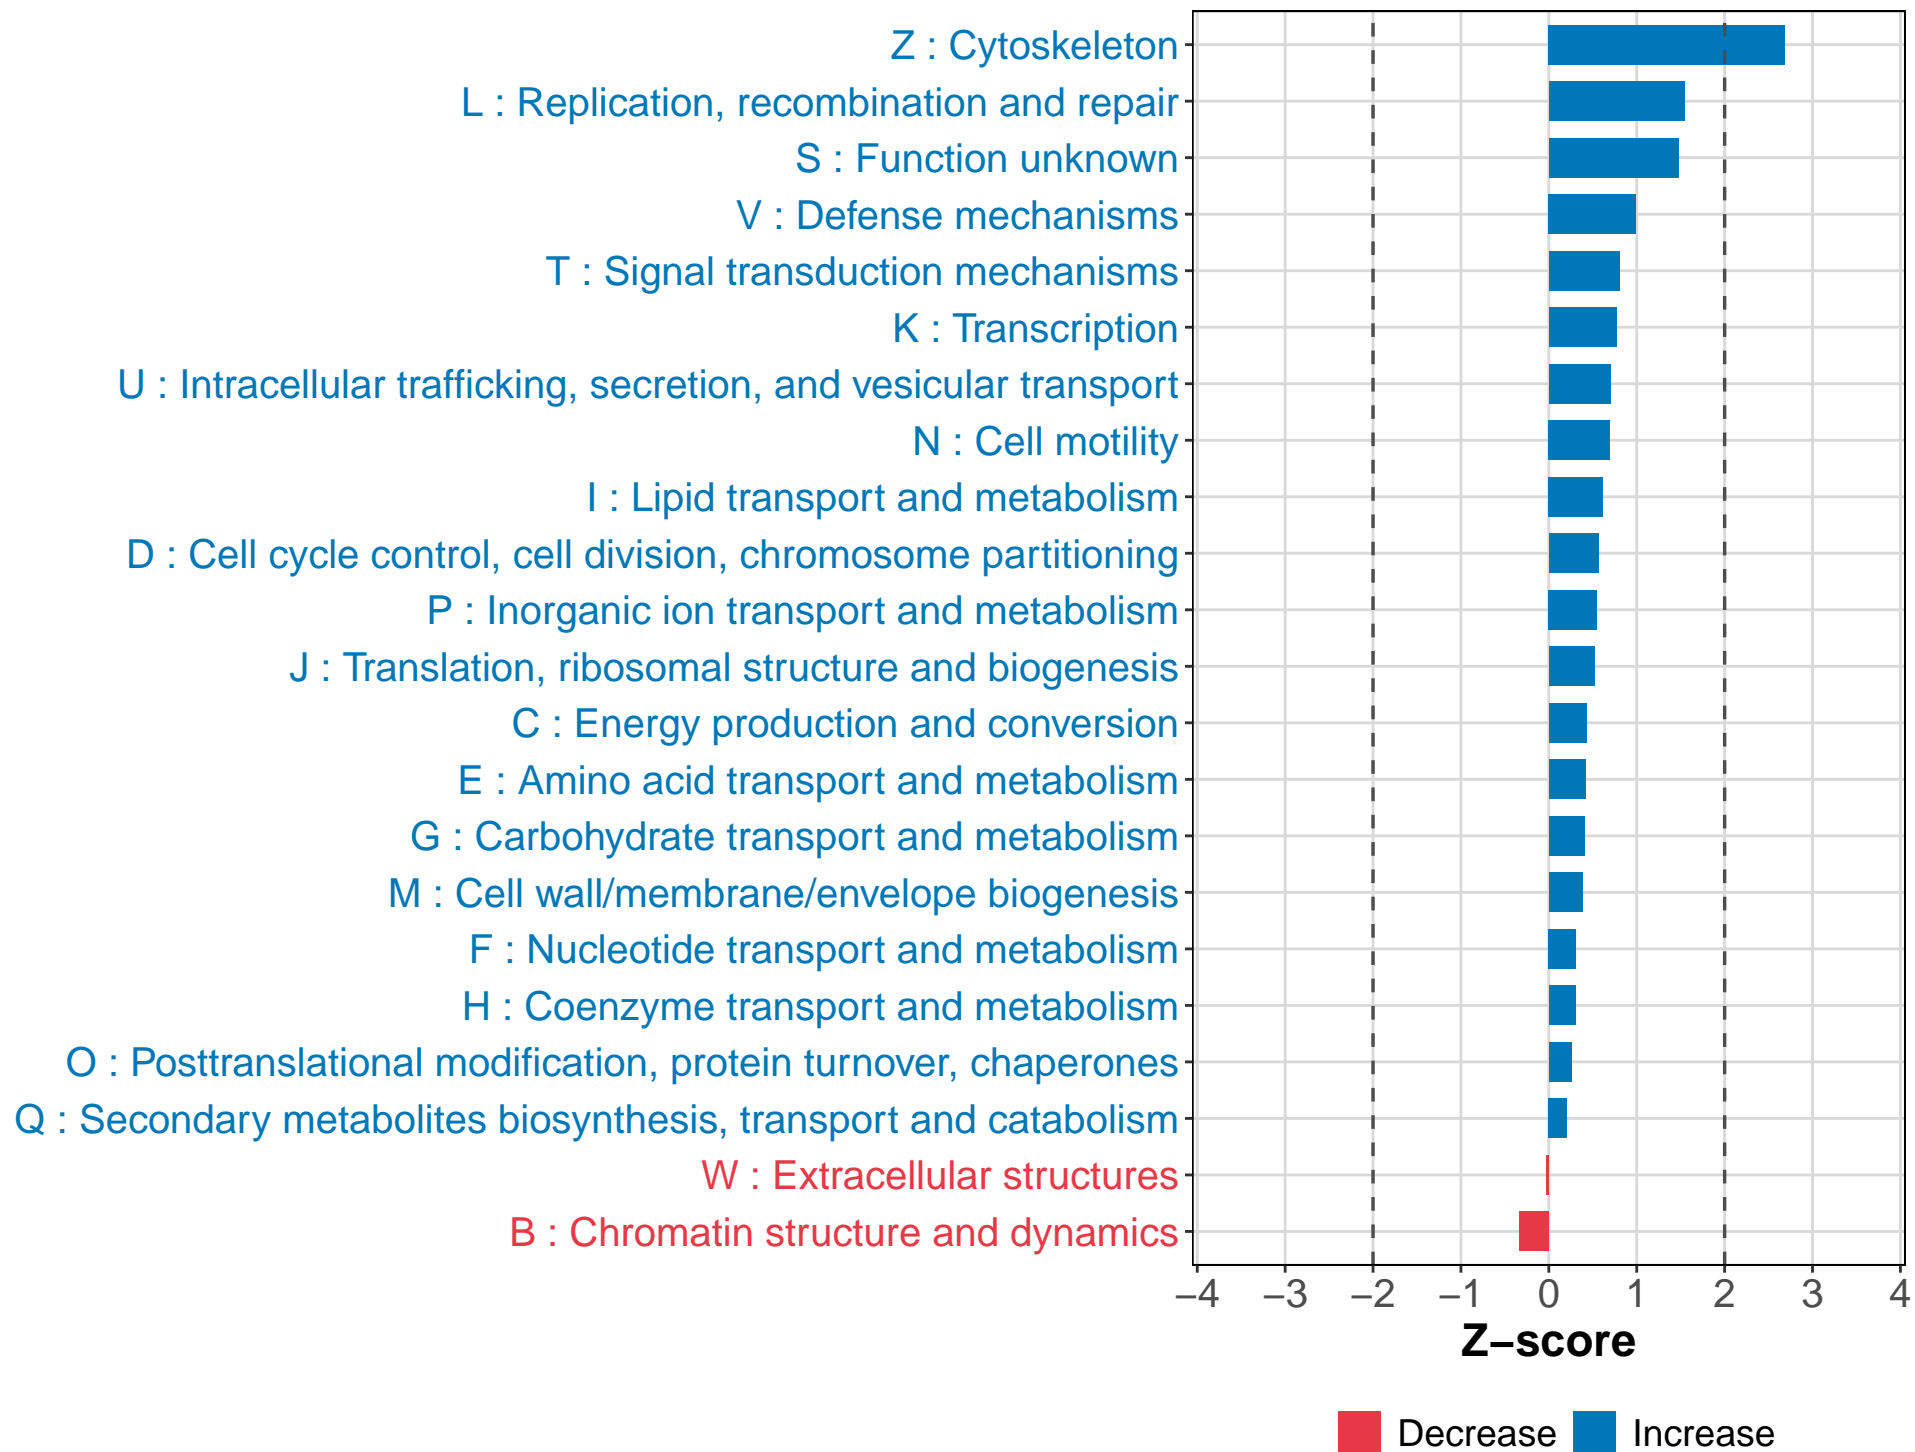 Z : Cytoskeleton
L : Replication, recombination and repair
S : Function unknown
V : Defense mechanisms
T : Signal transduction mechanisms
K : Transcription
U : Intracellular trafficking, secretion, and vesicular transport
N : Cell motility
I : Lipid transport and metabolism
D : Cell cycle control, cell division, chromosome partitioning
P : Inorganic ion transport and metabolism
J : Translation, ribosomal structure and biogenesis
C : Energy production and conversion
E : Amino acid transport and metabolism
G : Carbohydrate transport and metabolism
M : Cell wall/membrane/envelope biogenesis
F : Nucleotide transport and metabolism
H : Coenzyme transport and metabolism
O : Posttranslational modification, protein turnover, chaperones
Q : Secondary metabolites biosynthesis, transport and catabolism
W : Extracellular structures
B : Chromatin structure and dynamics
−4 −3 −2 −1 0 1 2 3 4
Z−score
Decrease Increase